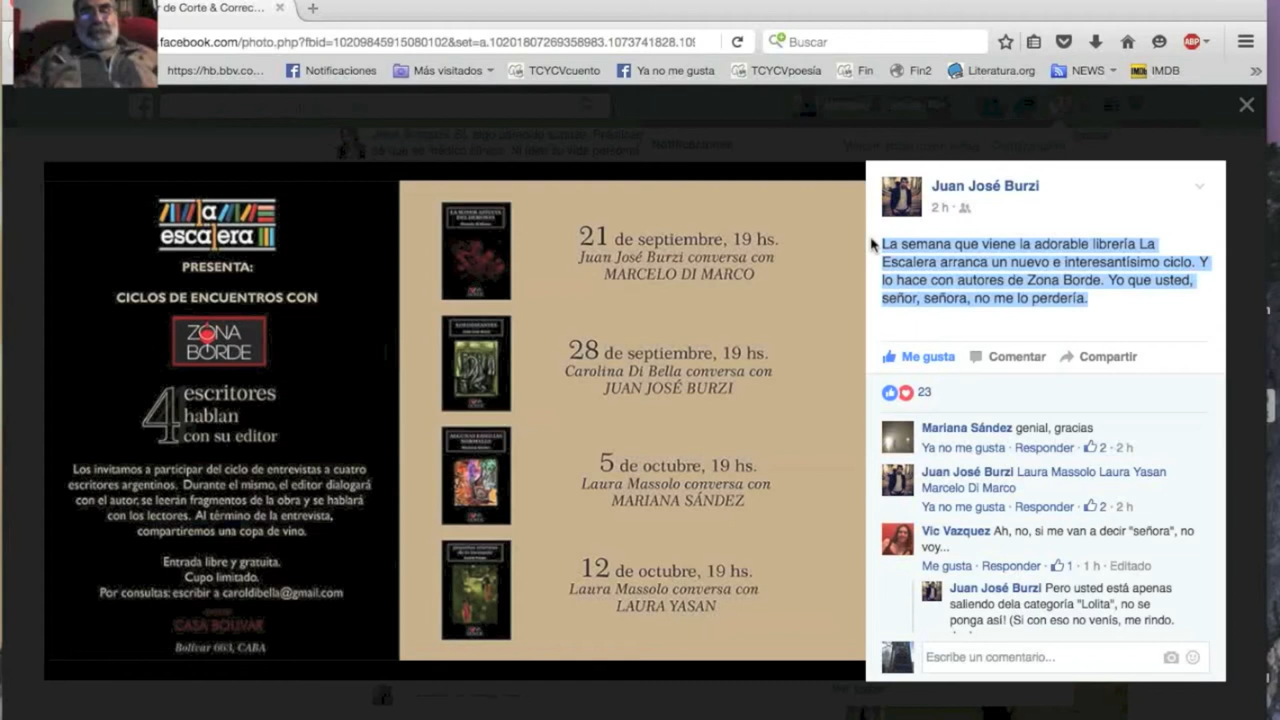 r de Corte & Correc...
facebook.com/photo.php?fbid=10209845915080102&set=a.10201807269358983.1073741828.10
Buscar
ABP
https://hb.bbv.co...
Notificaciones
Más visitados
TCYCVcuento
Ya no me gusta
TCYCVpoesía
Fin
Fin2
Literatura.org
NEWS
IMDb
IMDB
Notificaciones
la
escalera
PRESENTA:
CICLOS DE ENCUENTROS CON
ZONA
BORDE
4 escritores
hablan
con su editor
Los invitamos a participar del ciclo de entrevistas a cuatro
escritores argentinos. Durante el mismo, el editor dialogará
con el autor, se leerán fragmentos de la obra y se hablará
con los lectores. Al término de la entrevista,
compartiremos una copa de vino.
Entrada libre y gratuita.
Cupo limitado.
Por consultas: escribir a caroldibella@gmail.com
CASA BOLIVAR
Bolívar 663, CABA
21 de septiembre, 19 hs.
Juan José Burzi conversa con
MARCELO DI MARCO
28 de septiembre, 19 hs.
Carolina Di Bella conversa con
JUAN JOSÉ BURZI
5 de octubre, 19 hs.
Laura Massolo conversa con
MARIANA SÁNDEZ
12 de octubre, 19 hs.
Laura Massolo conversa con
LAURA YASAN
Juan José Burzi
2 h
La semana que viene la adorable librería La
Escalera arranca un nuevo e interesantísimo ciclo. Y
lo hace con autores de Zona Borde. Yo que usted,
señor, señora, no me lo perdería.
Me gusta
Comentar
Compartir
23
Mariana Sández genial, gracias
Ya no me gusta · Responder · 2 · 2 h
Juan José Burzi Laura Massolo Laura Yasan
Marcelo Di Marco
Ya no me gusta · Responder · 2 · 2 h
Vic Vazquez Ah, no, si me van a decir "señora", no
voy...
Me gusta · Responder · 1 · 1 h · Editado
Juan José Burzi Pero usted está apenas
saliendo dela categoría "Lolita", no se
ponga así! (Si con eso no venís, me rindo.
Escribe un comentario...